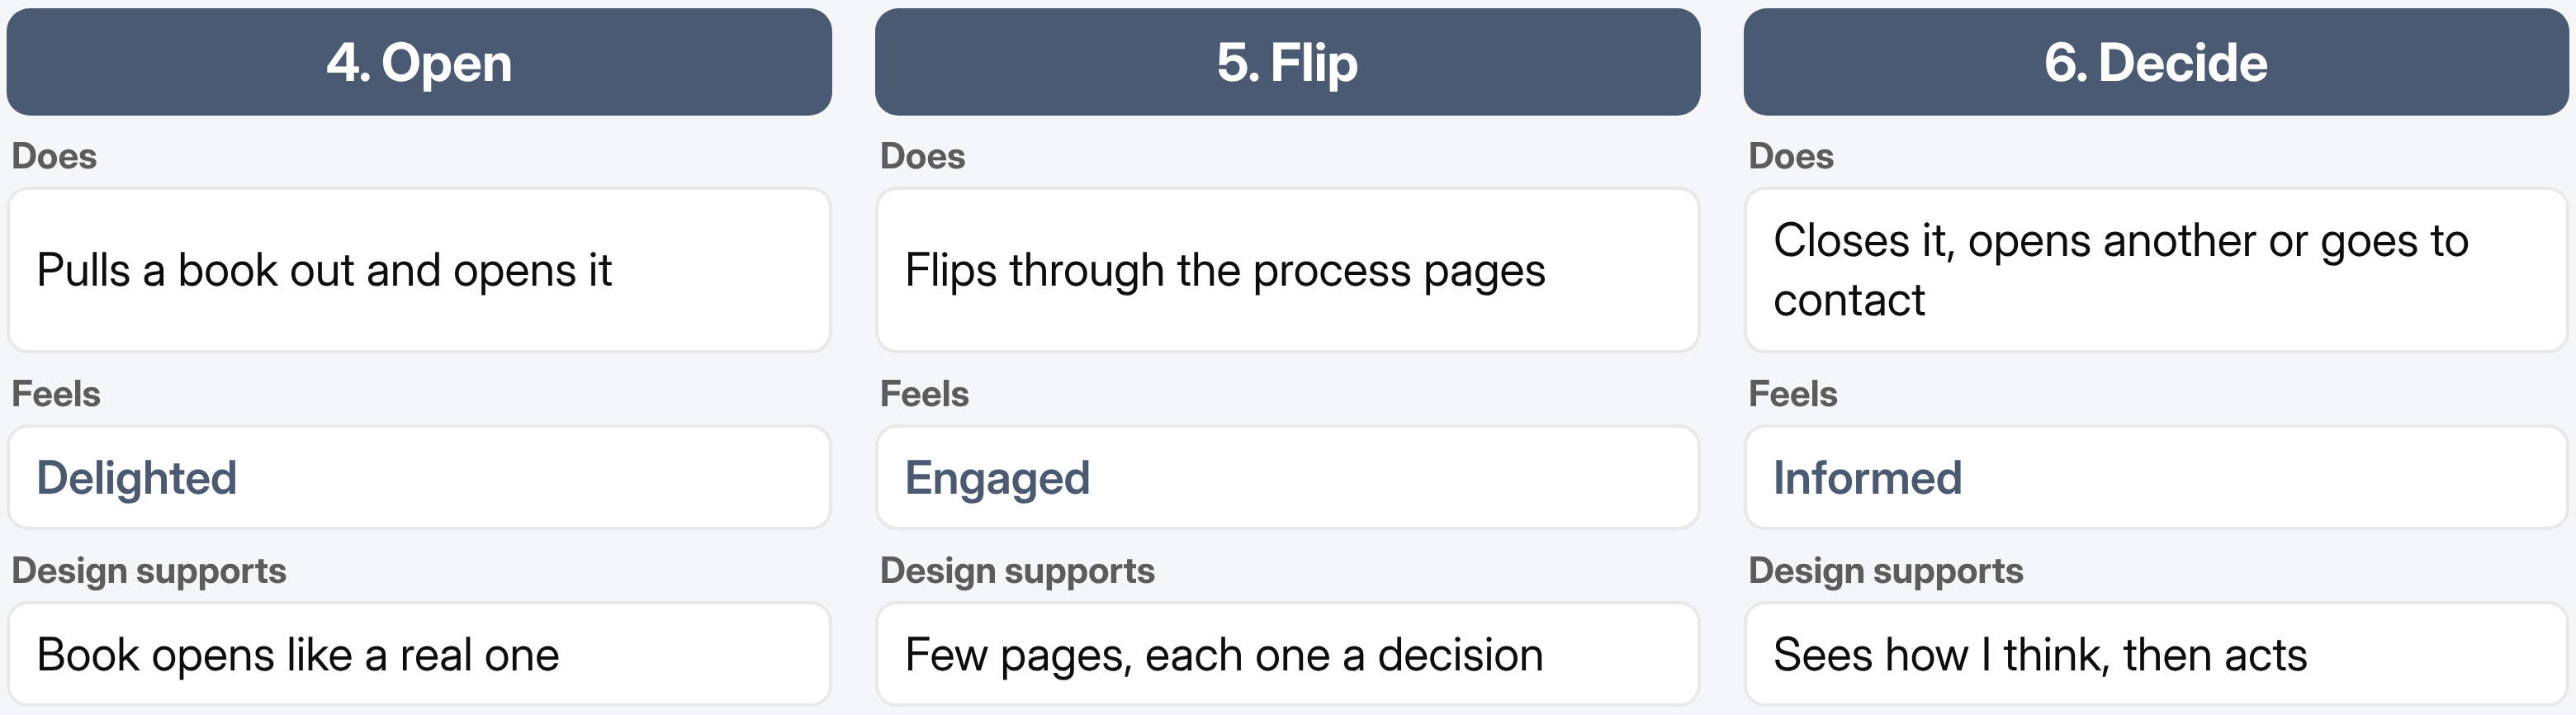 4. Open
Does
Pulls a book out and opens it
Feels
Delighted
Design supports
Book opens like a real one
5. Flip
Does
Flips through the process pages
Feels
Engaged
Design supports
Few pages, each one a decision
6. Decide
Does
Closes it, opens another or goes to
contact
Feels
Informed
Design supports
Sees how I think, then acts